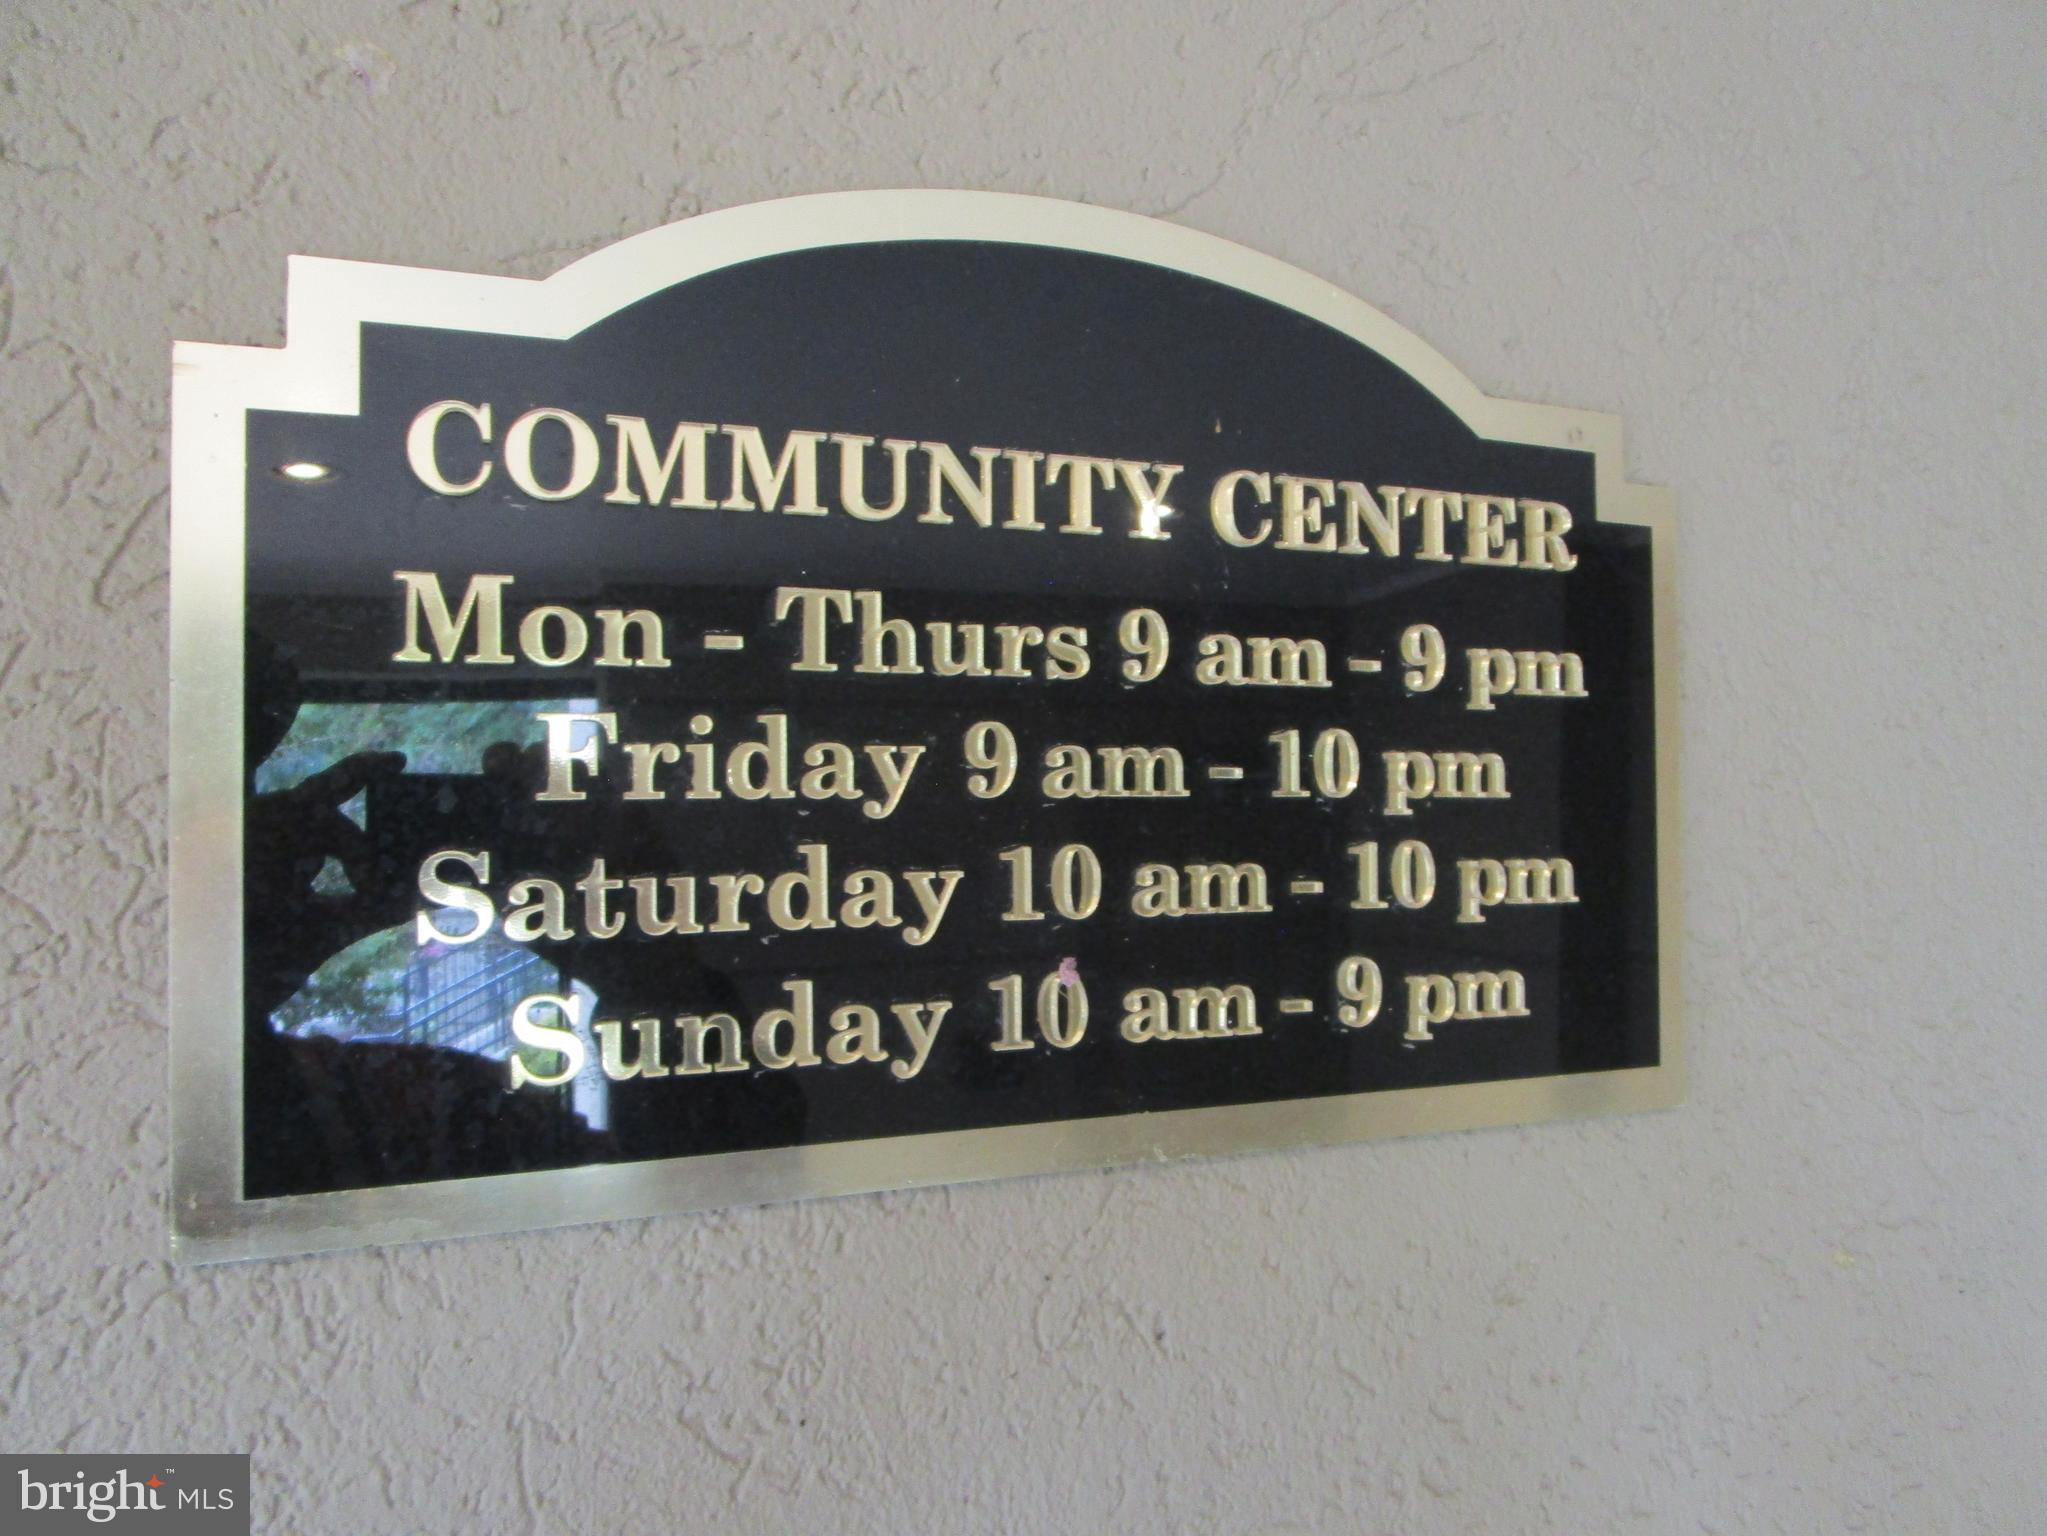 COMMUNITY CENTER
Mon - Thurs 9 am - 9 pm
Friday 9 am - 10 pm
Saturday 10 am - 10 pm
Sunday 10 am - 9 pm
bright™ MLS